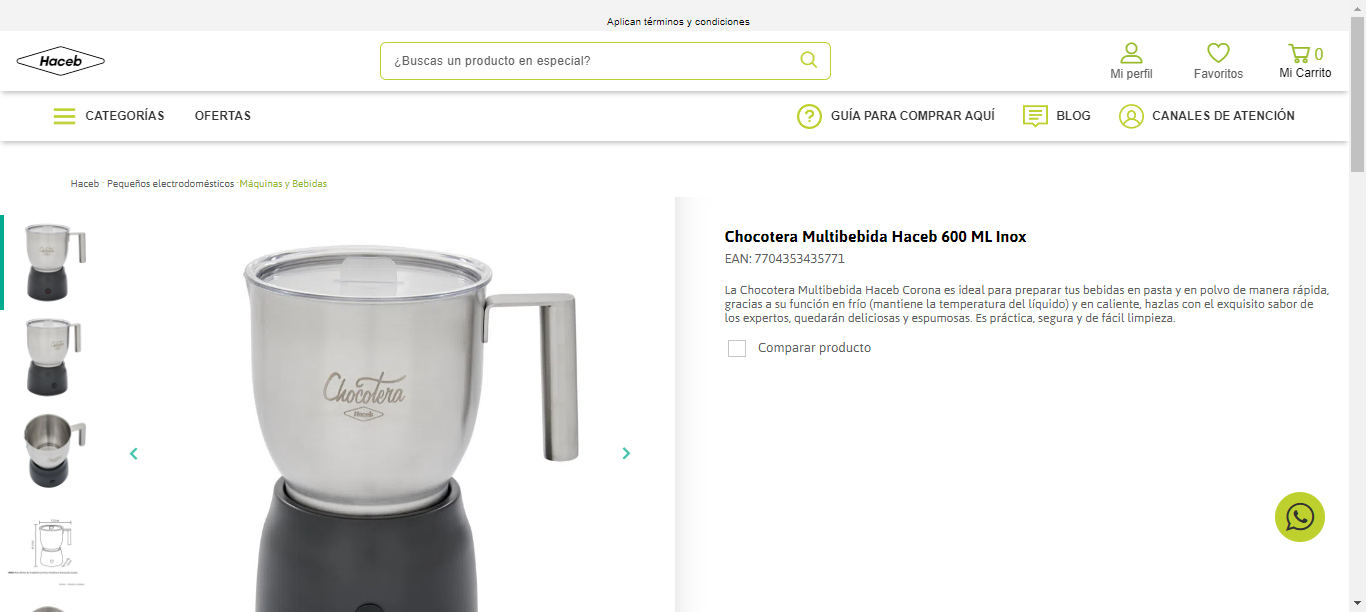 Aplican términos y condiciones
Haceb
¿Buscas un producto en especial?
Mi perfil
Favoritos
0
Mi Carrito
CATEGORÍAS
OFERTAS
GUÍA PARA COMPRAR AQUÍ
BLOG
CANALES DE ATENCIÓN
Haceb · Pequeños electrodomésticos · Máquinas y Bebidas
Chocotera
Haceb
Chocotera Multibebida Haceb 600 ML Inox
EAN: 7704353435771
La Chocotera Multibebida Haceb Corona es ideal para preparar tus bebidas en pasta y en polvo de manera rápida,
gracias a su función en frío (mantiene la temperatura del líquido) y en caliente, hazlas con el exquisito sabor de
los expertos, quedarán deliciosas y espumosas. Es práctica, segura y de fácil limpieza.
Comparar producto